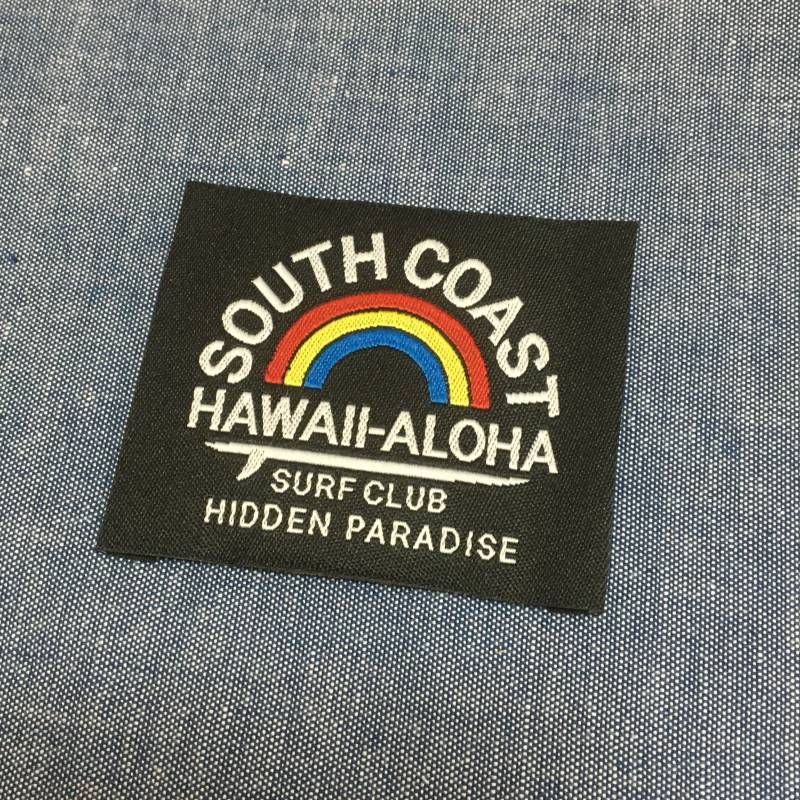 SOUTH COAST
HAWAII-ALOHA
SURF CLUB
HIDDEN PARADISE